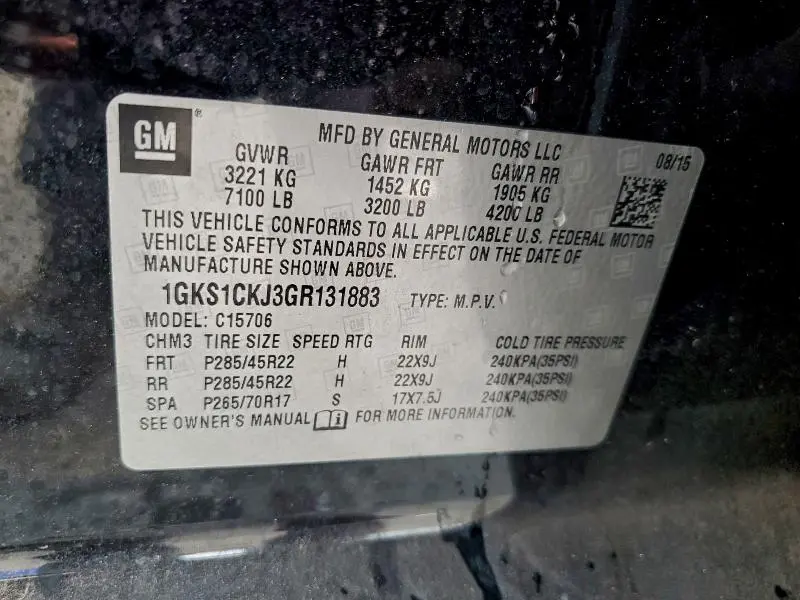 GM ®
MFD BY GENERAL MOTORS LLC
08/15
GVWR GAWR FRT GAWR RR
3221 KG 1452 KG 1905 KG
7100 LB 3200 LB 4200 LB
THIS VEHICLE CONFORMS TO ALL APPLICABLE U.S. FEDERAL MOTOR
VEHICLE SAFETY STANDARDS IN EFFECT ON THE DATE OF
MANUFACTURE SHOWN ABOVE.
1GKS1CKJ3GR131883 TYPE: M.P.V.
MODEL: C15706
CHM3 TIRE SIZE SPEED RTG RIM COLD TIRE PRESSURE
FRT P285/45R22 H 22X9J 240KPA(35PSI)
RR P285/45R22 H 22X9J 240KPA(35PSI)
SPA P265/70R17 S 17X7.5J 240KPA(35PSI)
SEE OWNER'S MANUAL FOR MORE INFORMATION.